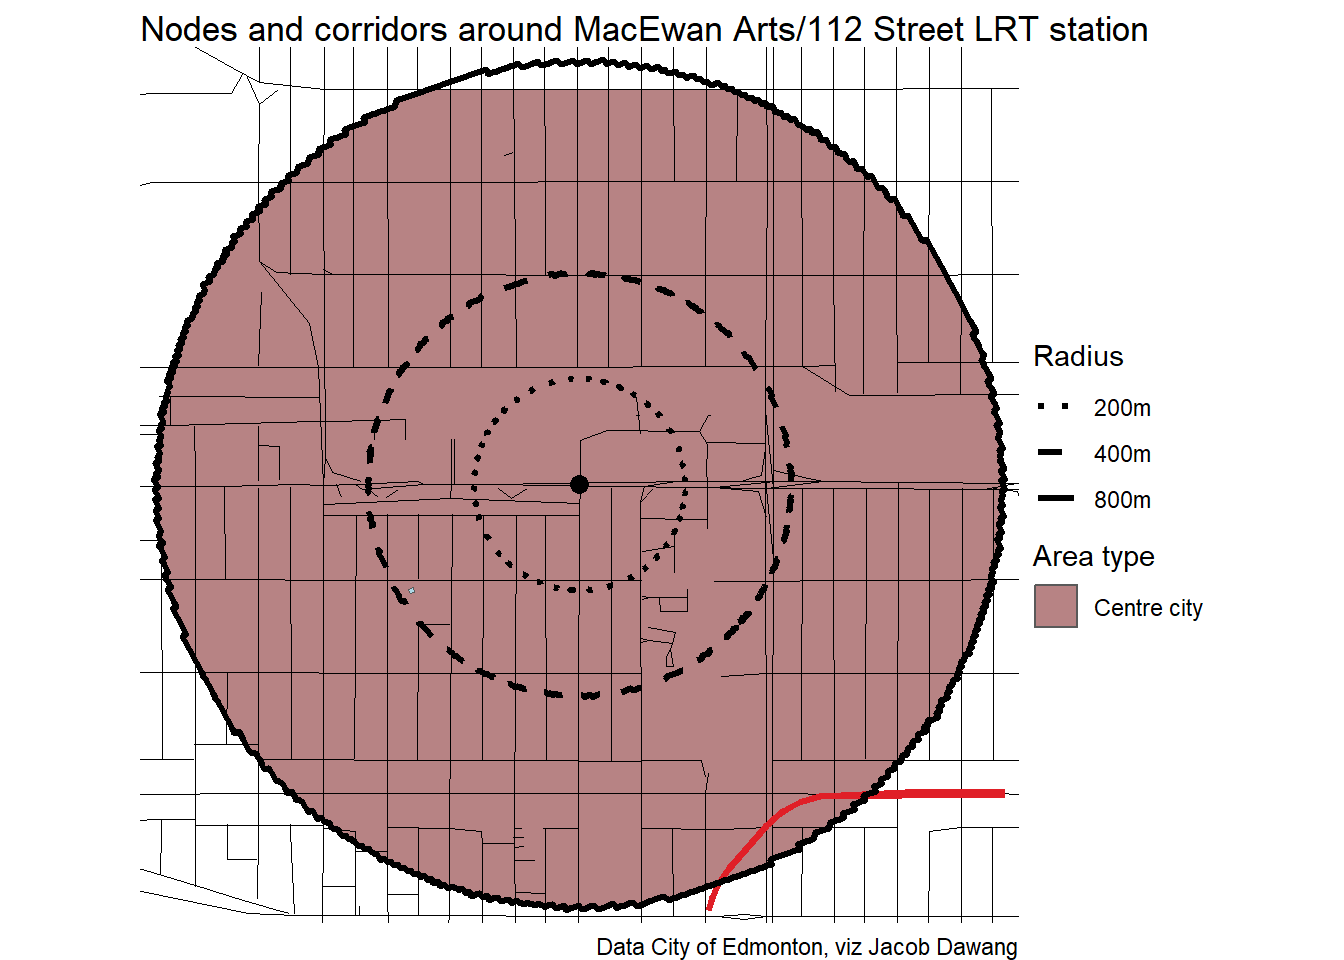 Nodes and corridors around MacEwan Arts/112 Street LRT station
Radius
200m
400m
800m
Area type
Centre city
Data City of Edmonton, viz Jacob Dawang